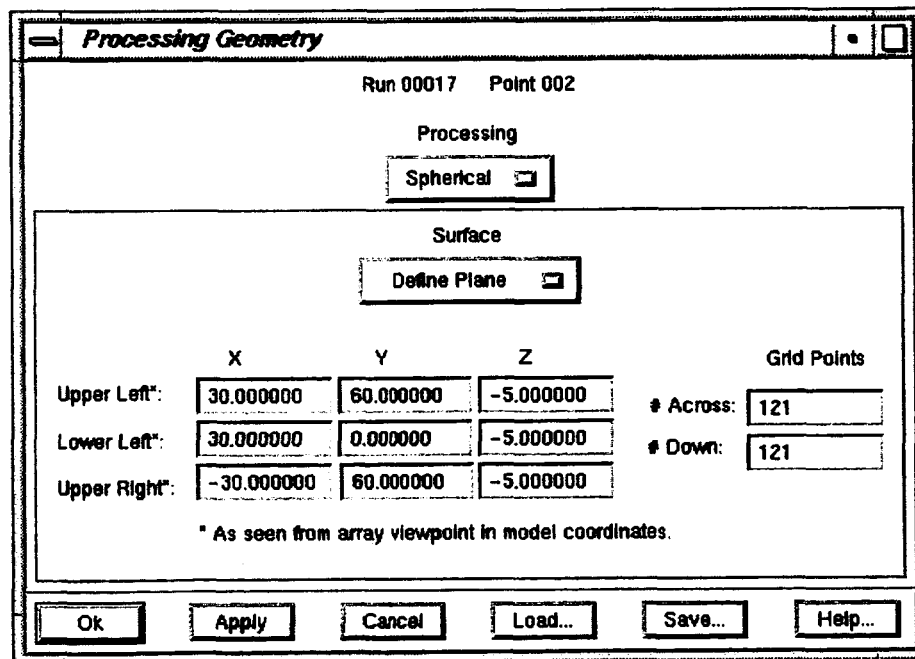 Processing Geometry
Run 00017 Point 002
Processing
Spherical
Surface
Define Plane
X Y Z Grid Points
Upper Left*: 30.000000 60.000000 -5.000000 # Across: 121
Lower Left*: 30.000000 0.000000 -5.000000 # Down: 121
Upper Right*: -30.000000 60.000000 -5.000000
* As seen from array viewpoint in model coordinates.
Ok Apply Cancel Load... Save... Help...